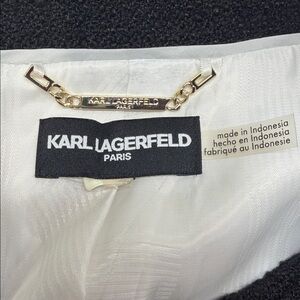 KARL LAGERFELD
PARIS
KARL LAGERFELD
PARIS
made in Indonesia
hecho en Indonesia
fabriqué au Indonesie